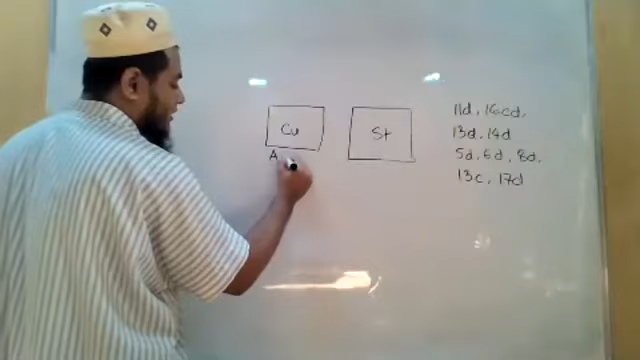 Cu
St
A
11d, 16cd,
13d, 14d
5d, 6d, 8d,
13c, 17d